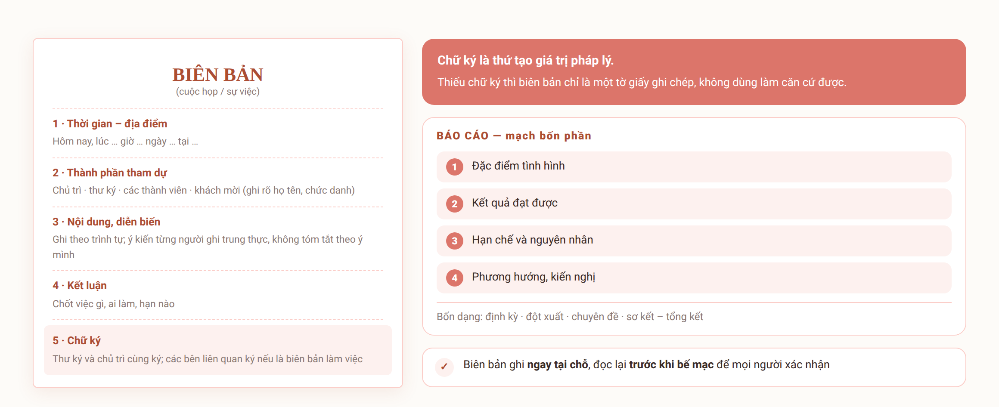 BIÊN BẢN
(cuộc họp / sự việc)
1 · Thời gian – địa điểm
Hôm nay, lúc ... giờ ... ngày ... tại ...
2 · Thành phần tham dự
Chủ trì · thư ký · các thành viên · khách mời (ghi rõ họ tên, chức danh)
3 · Nội dung, diễn biến
Ghi theo trình tự; ý kiến từng người ghi trung thực, không tóm tắt theo ý
mình
4 · Kết luận
Chốt việc gì, ai làm, hạn nào
5 · Chữ ký
Thư ký và chủ trì cùng ký; các bên liên quan ký nếu là biên bản làm việc
Chữ ký là thứ tạo giá trị pháp lý.
Thiếu chữ ký thì biên bản chỉ là một tờ giấy ghi chép, không dùng làm căn cứ được.
BÁO CÁO — mạch bốn phần
1 Đặc điểm tình hình
2 Kết quả đạt được
3 Hạn chế và nguyên nhân
4 Phương hướng, kiến nghị
Bốn dạng: định kỳ · đột xuất · chuyên đề · sơ kết – tổng kết
✓ Biên bản ghi ngay tại chỗ, đọc lại trước khi bế mạc để mọi người xác nhận